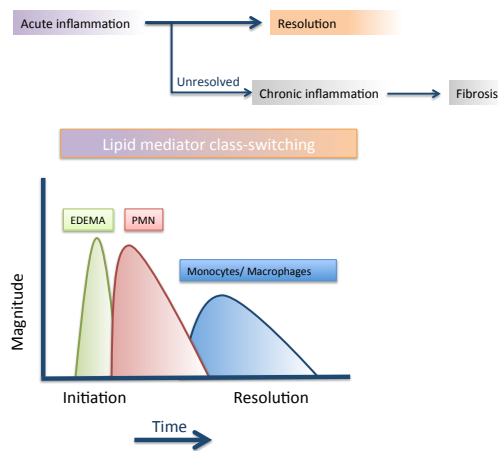 Acute inflammation
Resolution
Unresolved
Chronic inflammation
Fibrosis
Lipid mediator class-switching
EDEMA
PMN
Monocytes/ Macrophages
Magnitude
Initiation
Resolution
Time